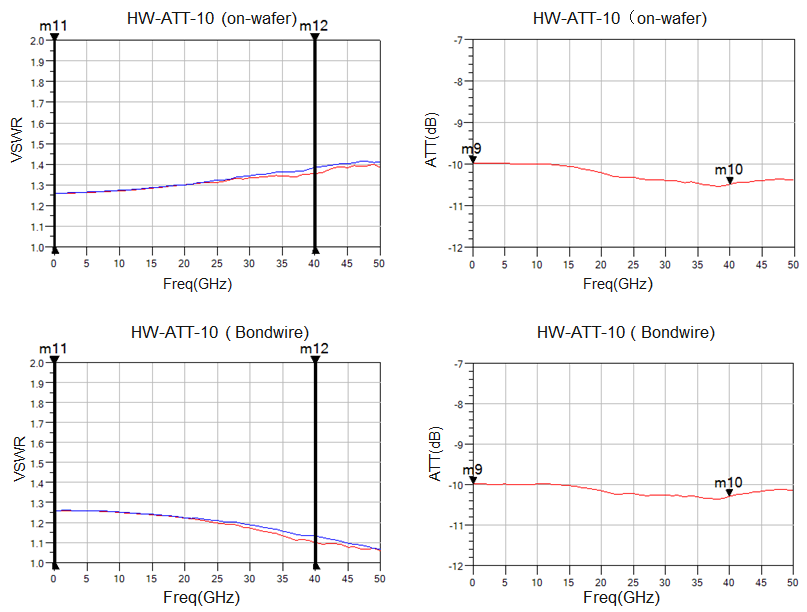 HW-ATT-10 (on-wafer)
m11
m12
2.0
1.9
1.8
1.7
1.6
1.5
1.4
1.3
1.2
1.1
1.0
VSWR
0 5 10 15 20 25 30 35 40 45 50
Freq(GHz)
HW-ATT-10（on-wafer)
-7
-8
-9
-10
-11
-12
ATT(dB)
m9
m10
0 5 10 15 20 25 30 35 40 45 50
Freq(GHz）
HW-ATT-10 ( Bondwire)
m11
m12
2.0
1.9
1.8
1.7
1.6
1.5
1.4
1.3
1.2
1.1
1.0
VSWR
0 5 10 15 20 25 30 35 40 45 50
Freq(GHz)
HW-ATT-10 ( Bondwire)
-7
-8
-9
-10
-11
-12
ATT(dB)
m9
m10
0 5 10 15 20 25 30 35 40 45 50
Freq(GHz)